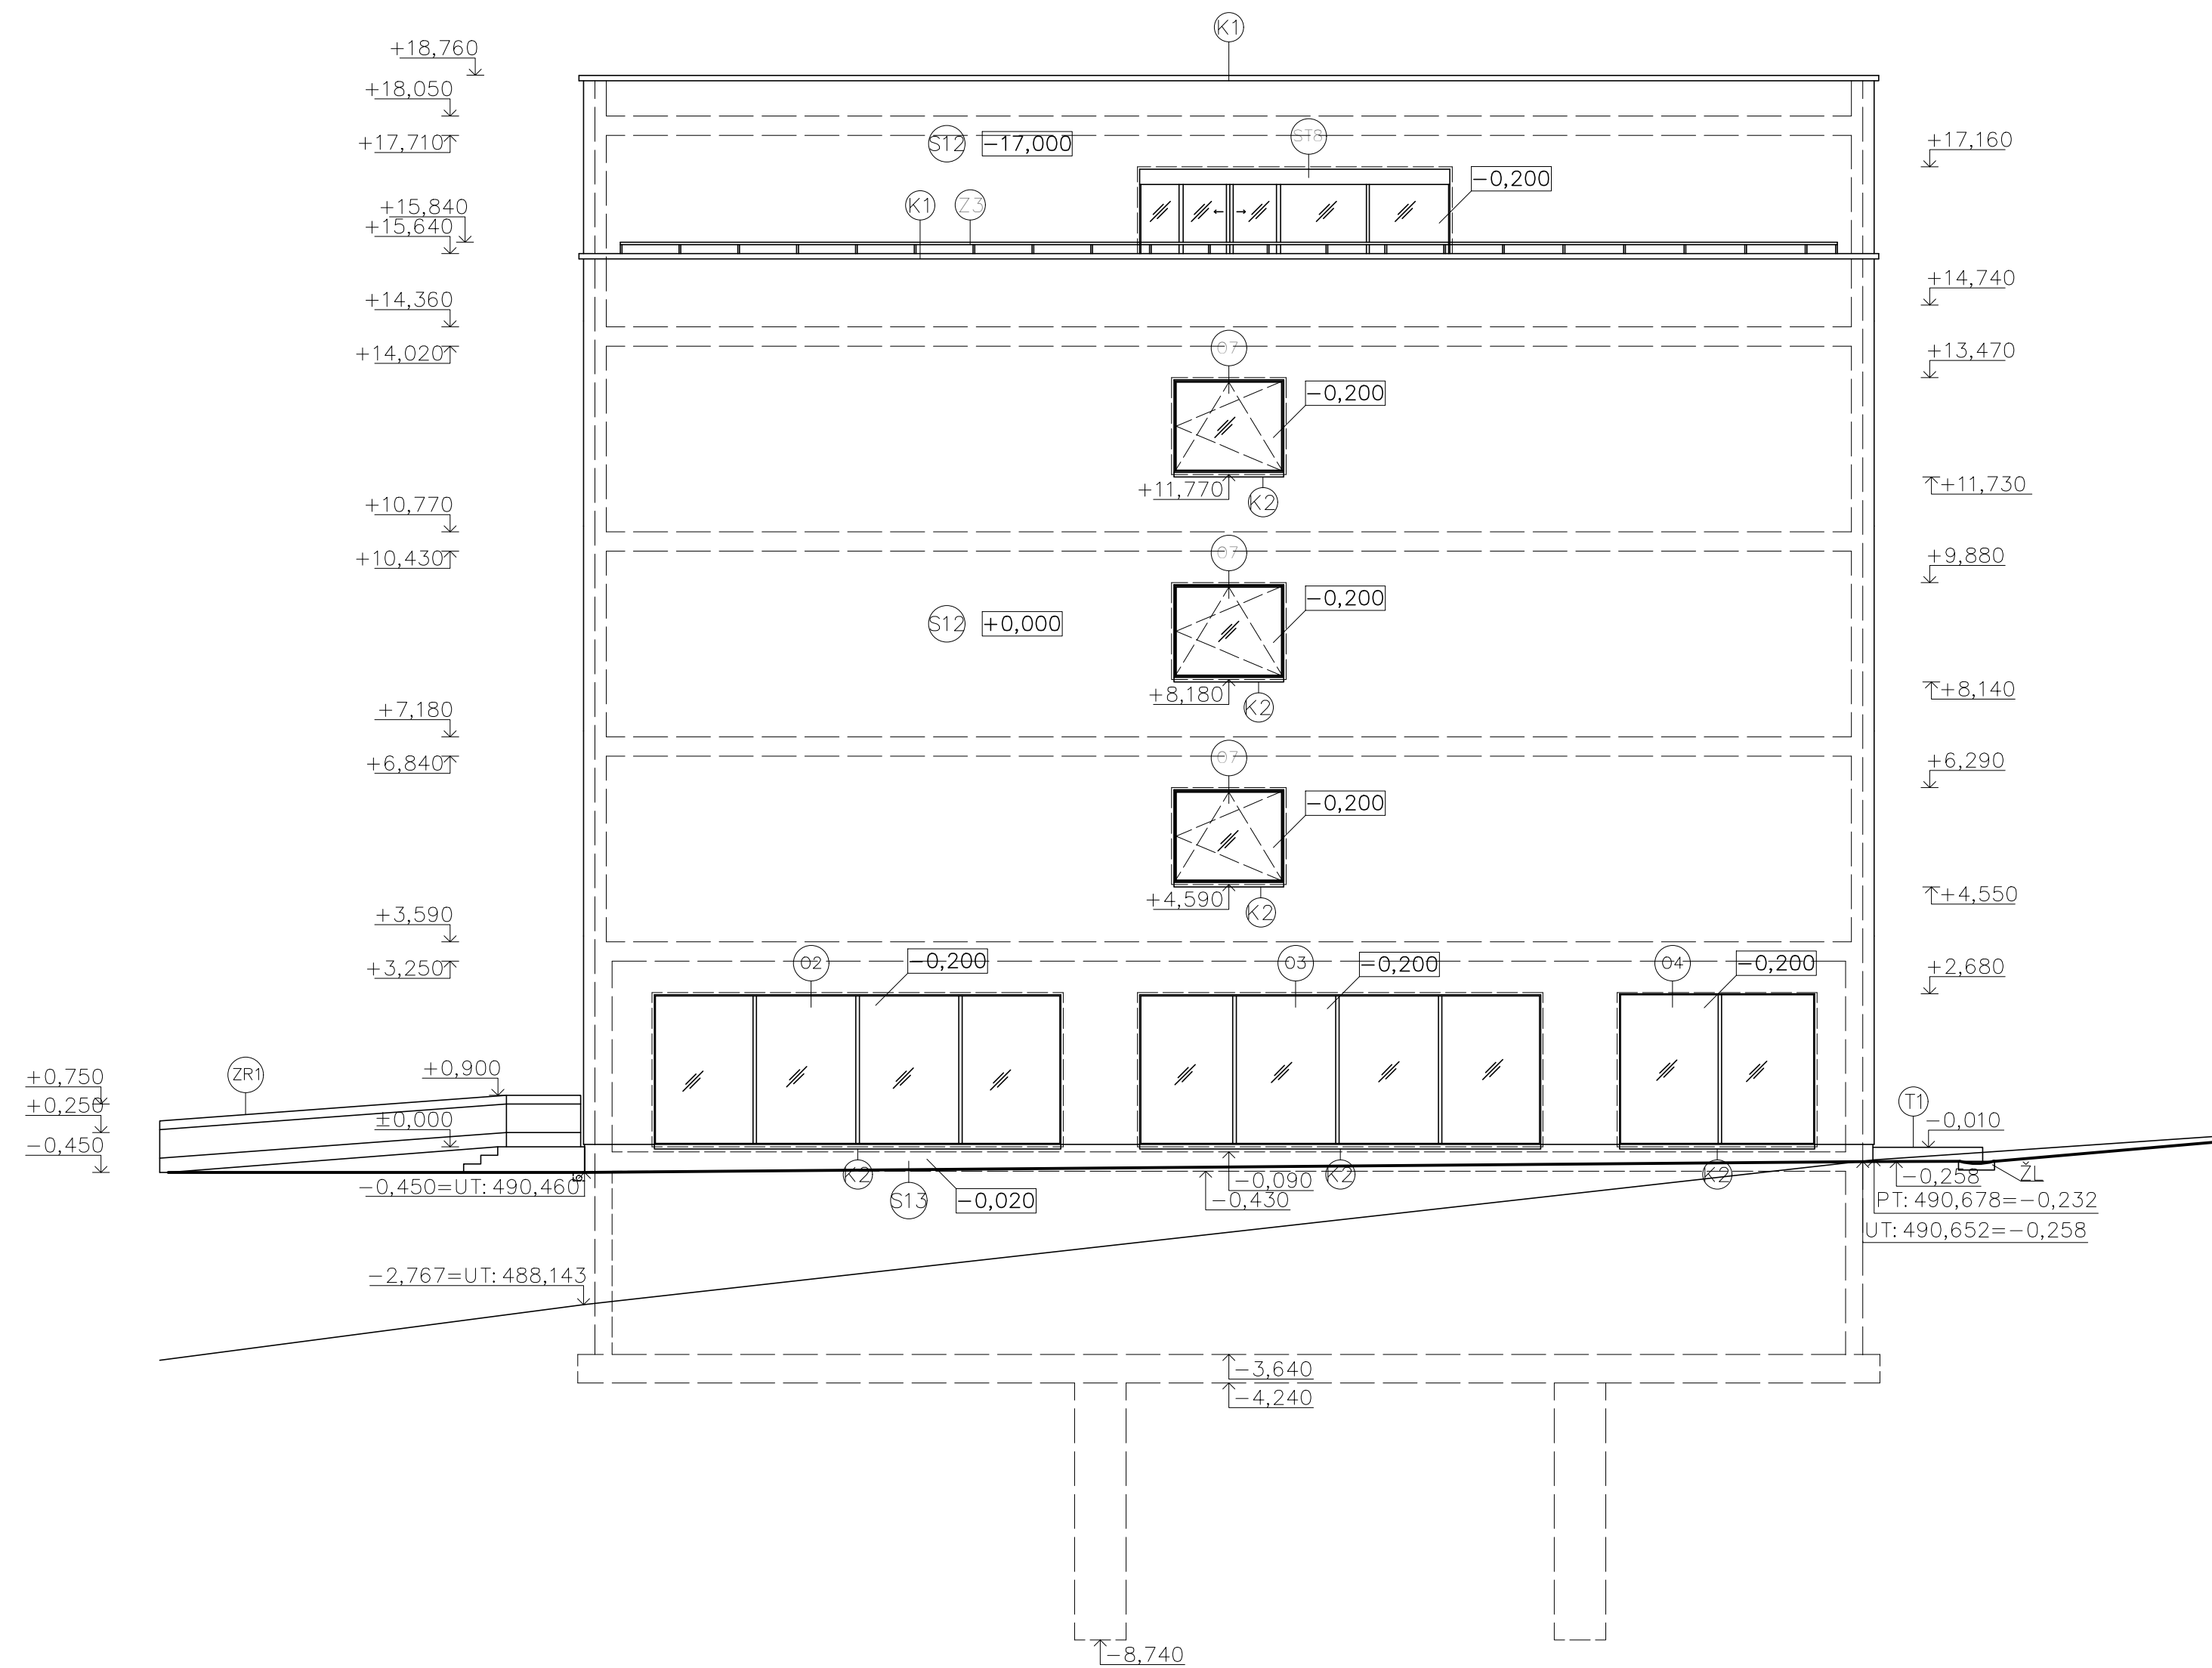 K1
+18,760
+18,050
+17,710
S12 -17,000
ST8
+17,160
-0,200
+15,840
K1
Z3
+15,640
+14,740
+14,360
+14,020
O7
+13,470
-0,200
+11,770
K2
+11,730
+10,770
+10,430
O7
+9,880
-0,200
S12 +0,000
+8,180
K2
+8,140
+7,180
+6,840
O7
+6,290
-0,200
+4,590
K2
+4,550
+3,590
+3,250
O2
-0,200
O3
-0,200
O4
-0,200
+2,680
+0,900
+0,750
ZR1
+0,250
±0,000
T1
-0,010
-0,450
K2
K2
K2
-0,258
ŽL
-0,450=UT: 490,460
S13
-0,020
-0,090
-0,430
PT: 490,678=-0,232
UT: 490,652=-0,258
-2,767=UT: 488,143
-3,640
-4,240
-8,740